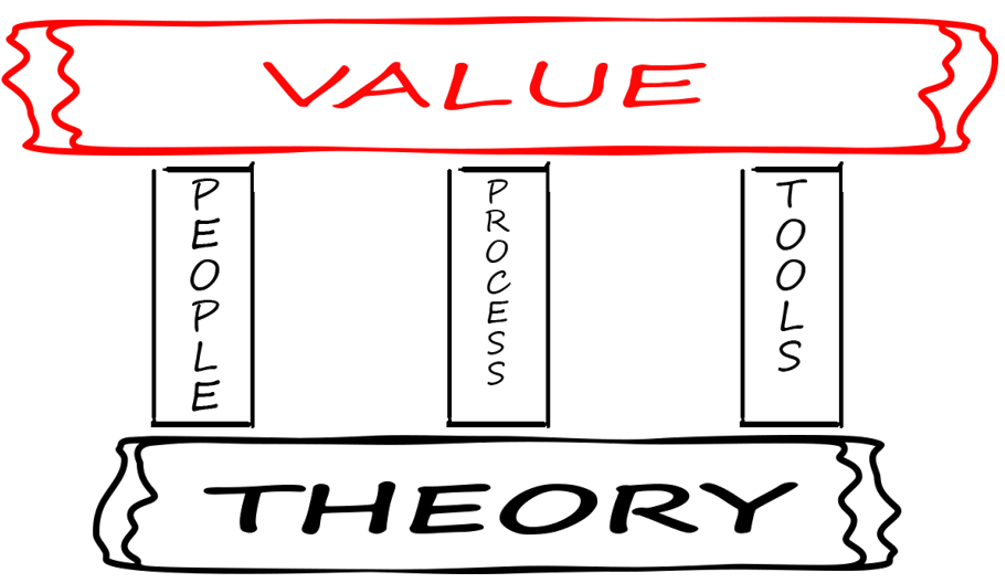 VALUE
PEOPLE
PROCESS
TOOLS
THEORY